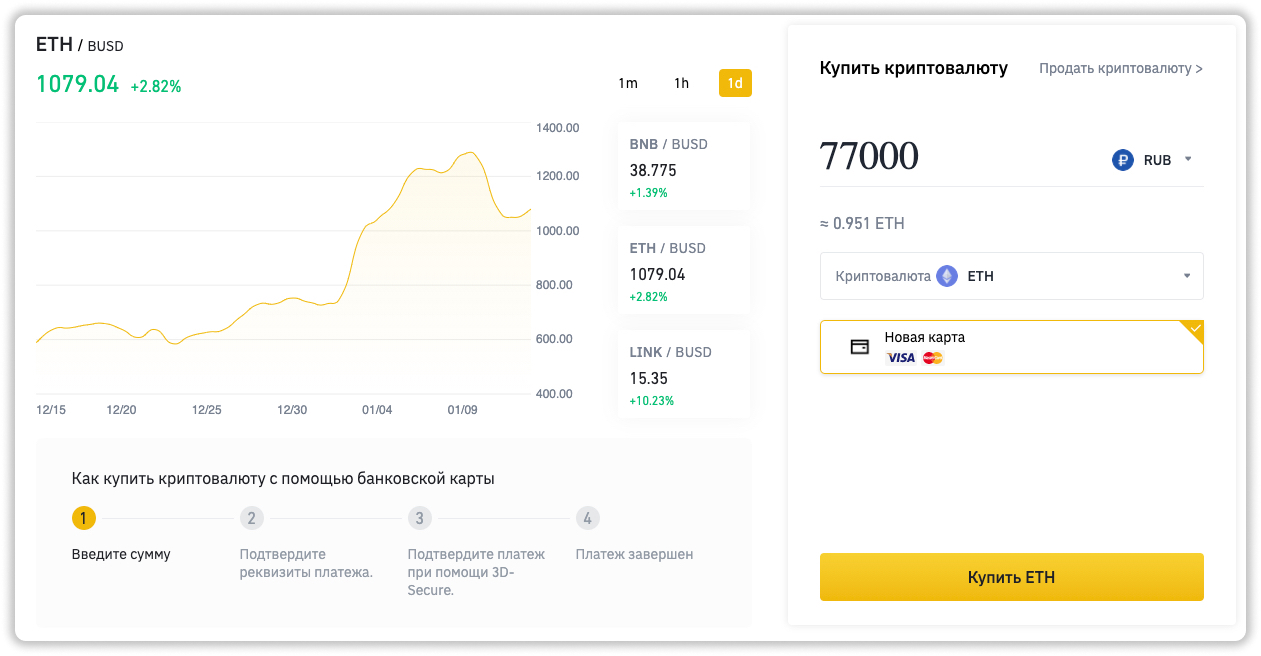 ETH / BUSD
1079.04 +2.82%
1m 1h 1d
1400.00
1200.00
1000.00
800.00
600.00
400.00
12/15 12/20 12/25 12/30 01/04 01/09
BNB / BUSD
38.775
+1.39%
ETH / BUSD
1079.04
+2.82%
LINK / BUSD
15.35
+10.23%
Как купить криптовалюту с помощью банковской карты
1 2 3 4
Введите сумму
Подтвердите
реквизиты платежа.
Подтвердите платеж
при помощи 3D-
Secure.
Платеж завершен
Купить криптовалюту Продать криптовалюту >
77000 ₽ RUB
≈ 0.951 ETH
Криптовалюта ETH
Новая карта
VISA
Купить ETH